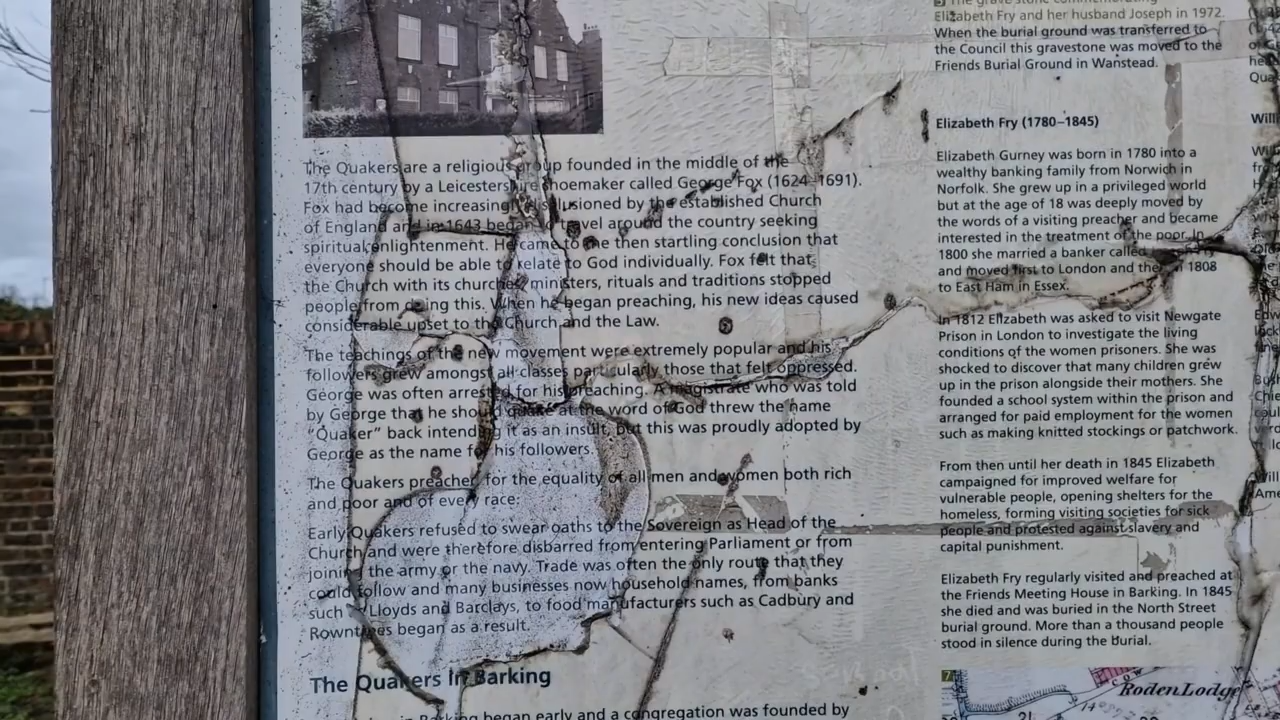 The Quakers are a religious group founded in the middle of the
17th century by a Leicestershire shoemaker called George Fox (1624–1691).
Fox had become increasingly disillusioned by the established Church
of England and in 1643 began to travel around the country seeking
spiritual enlightenment. He came to the then startling conclusion that
everyone should be able to relate to God individually. Fox felt that
the Church with its churches, ministers, rituals and traditions stopped
people from doing this. When he began preaching, his new ideas caused
considerable upset to the Church and the Law.
The teachings of the new movement were extremely popular and his
followers grew amongst all classes particularly those that felt oppressed.
George was often arrested for his preaching. A magistrate who was told
by George that he should quake at the word of God threw the name
“Quaker” back intending it as an insult, but this was proudly adopted by
George as the name for his followers.
The Quakers preached for the equality of all men and women both rich
and poor and of every race.
Early Quakers refused to swear oaths to the Sovereign as Head of the
Church and were therefore disbarred from entering Parliament or from
joining the army or the navy. Trade was often the only route that they
could follow and many businesses now household names, from banks
such as Lloyds and Barclays, to food manufacturers such as Cadbury and
Rowntrees began as a result.
The Quakers in Barking
in Barking began early and a congregation was founded by
The grave stone commemorating
Elizabeth Fry and her husband Joseph in 1972.
When the burial ground was transferred to
the Council this gravestone was moved to the
Friends Burial Ground in Wanstead.
Elizabeth Fry (1780–1845)
Elizabeth Gurney was born in 1780 into a
wealthy banking family from Norwich in
Norfolk. She grew up in a privileged world
but at the age of 18 was deeply moved by
the words of a visiting preacher and became
interested in the treatment of the poor. In
1800 she married a banker called
and moved first to London and then in 1808
to East Ham in Essex.
In 1812 Elizabeth was asked to visit Newgate
Prison in London to investigate the living
conditions of the women prisoners. She was
shocked to discover that many children grew
up in the prison alongside their mothers. She
founded a school system within the prison and
arranged for paid employment for the women
such as making knitted stockings or patchwork.
From then until her death in 1845 Elizabeth
campaigned for improved welfare for
vulnerable people, opening shelters for the
homeless, forming visiting societies for sick
people and protested against slavery and
capital punishment.
Elizabeth Fry regularly visited and preached at
the Friends Meeting House in Barking. In 1845
she died and was buried in the North Street
burial ground. More than a thousand people
stood in silence during the burial.
7
Roden Lodge